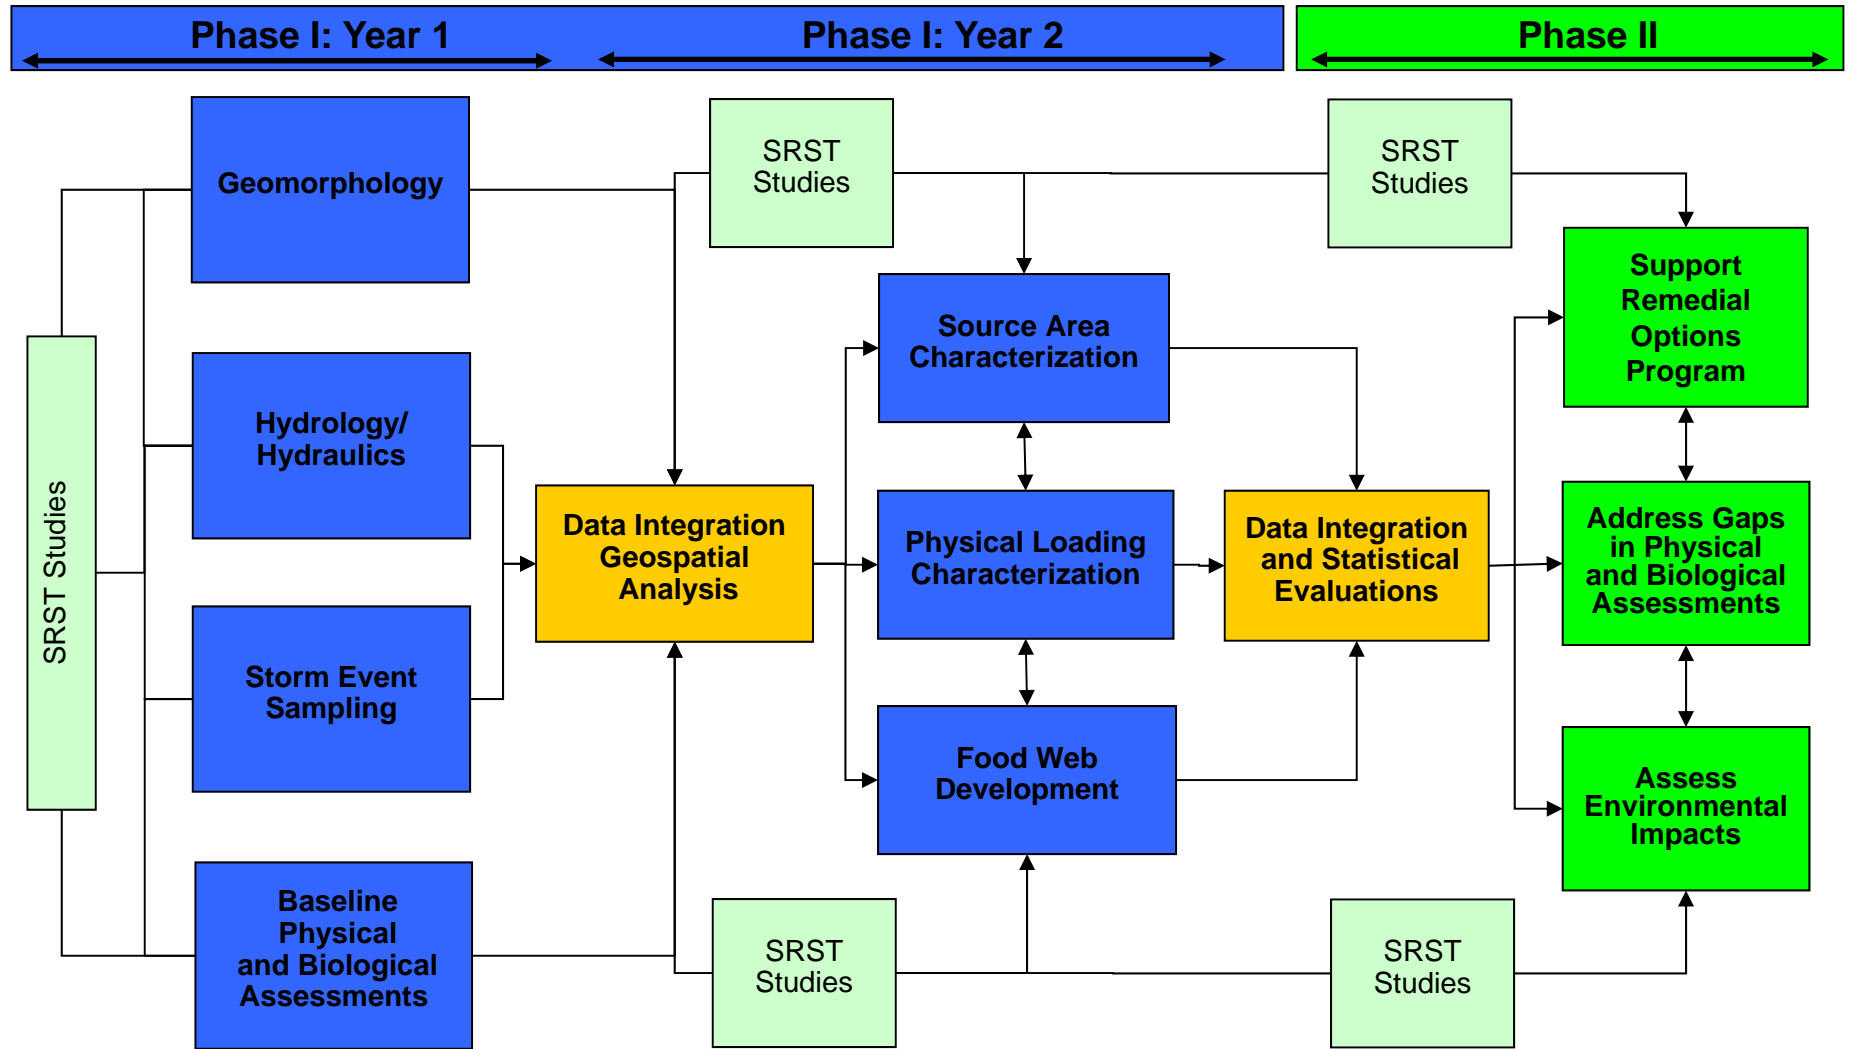 Phase I: Year 1
Phase I: Year 2
Phase II
SRST Studies
Geomorphology
Hydrology/
Hydraulics
Storm Event
Sampling
Baseline
Physical
and Biological
Assessments
Data Integration
Geospatial
Analysis
SRST
Studies
Source Area
Characterization
Physical Loading
Characterization
Food Web
Development
SRST
Studies
Data Integration
and Statistical
Evaluations
SRST
Studies
SRST
Studies
Support
Remedial
Options
Program
Address Gaps
in Physical
and Biological
Assessments
Assess
Environmental
Impacts